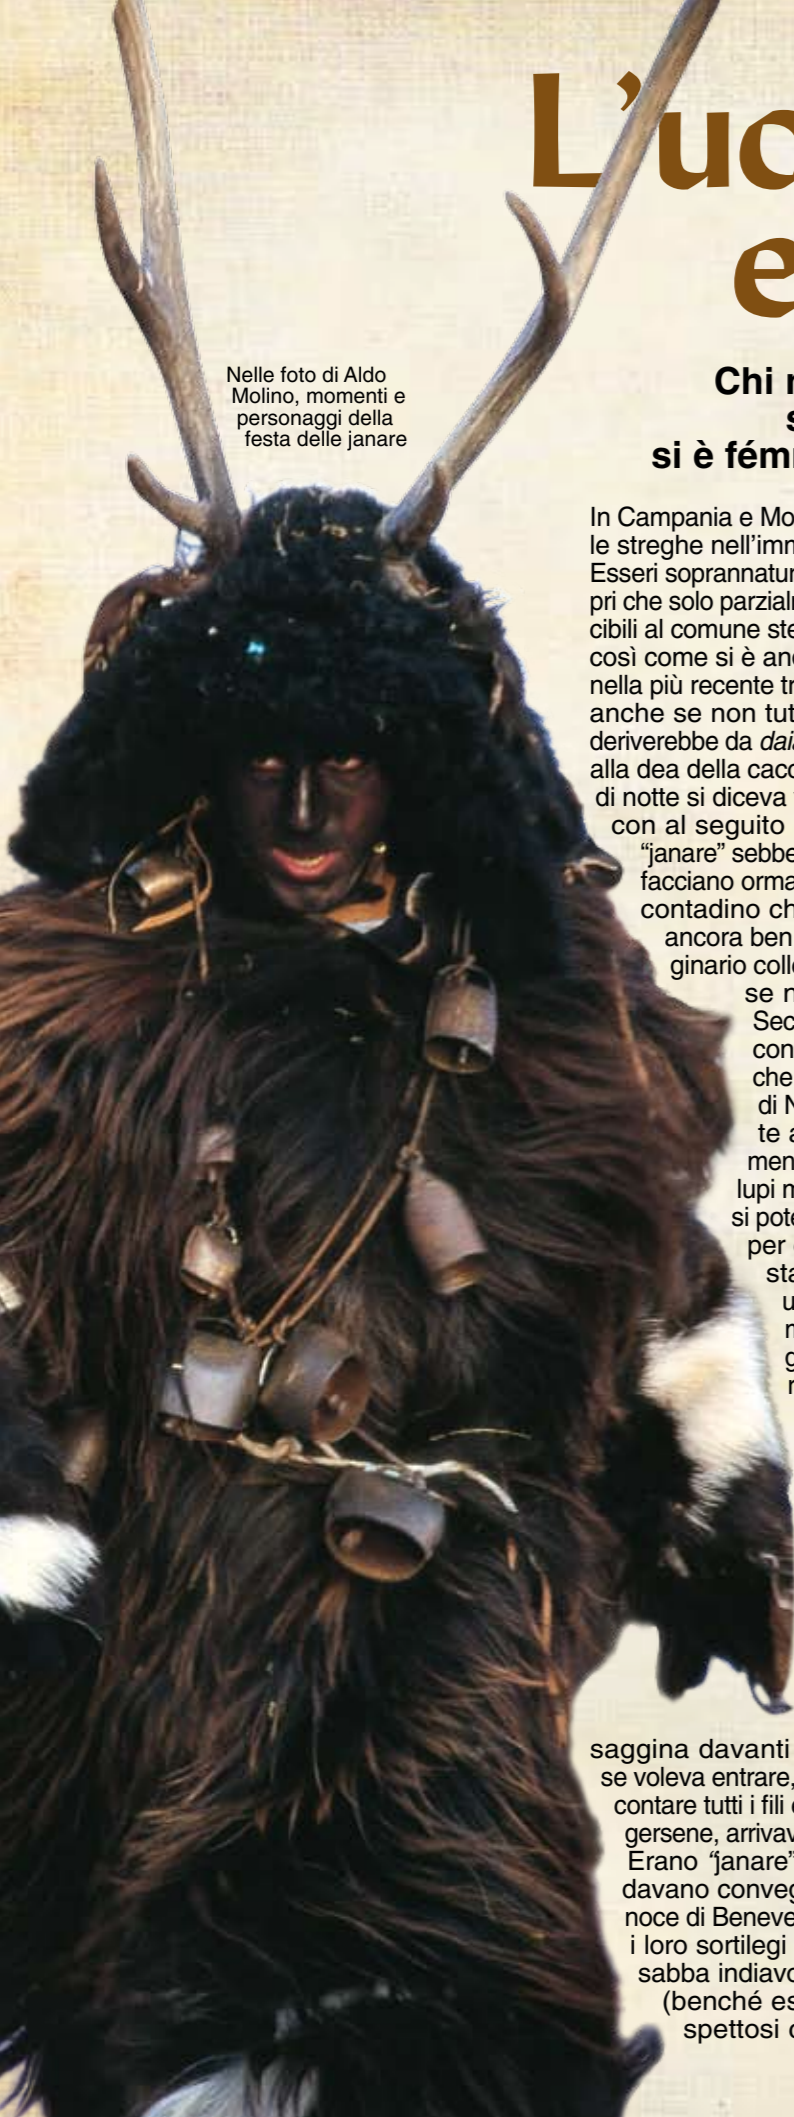 L’uo
e
Nelle foto di Aldo
Molino, momenti e
personaggi della
festa delle janare
Chi
si è
In Campania e Mo
le streghe nell’imm
Esseri soprannatur
pri che solo parzial
cibili al comune ste
così come si è anc
nella più recente tr
anche se non tut
deriverebbe da daia
alla dea della cacc
di notte si diceva
con al seguito
“janare” sebbe
facciano orma
contadino ch
ancora ben
ginario colle
se n
Sec
con
che
di N
te a
men
lupi m
si pote
per
sta
u
saggina davanti
se voleva entrare,
contare tutti i fili
gersene, arrivav
Erano “janare”
davano conveg
noce di Beneve
i loro sortilegi
sabba indiavo
(benché es
spettosi